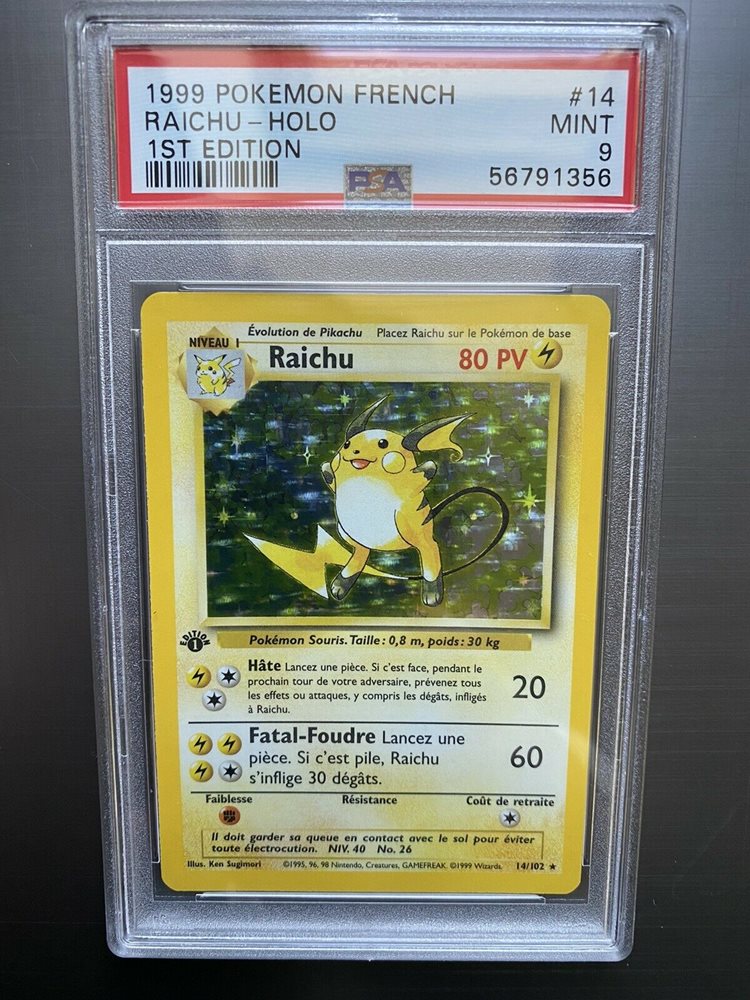 1999 POKEMON FRENCH #14
RAICHU - HOLO MINT
1ST EDITION 9
PSA 56791356
Évolution de Pikachu Placez Raichu sur le Pokémon de base
NIVEAU 1
Raichu 80 PV
EDITION 1
Pokémon Souris. Taille : 0,8 m, poids : 30 kg
Hâte Lancez une pièce. Si c'est face, pendant le
prochain tour de votre adversaire, prévenez tous
les effets ou attaques, y compris les dégâts, infligés
à Raichu.
20
Fatal-Foudre Lancez une
pièce. Si c'est pile, Raichu
s'inflige 30 dégâts.
60
Faiblesse Résistance Coût de retraite
Il doit garder sa queue en contact avec le sol pour éviter
toute électrocution. NIV. 40 No. 26
Illus. Ken Sugimori ©1995, 96, 98 Nintendo, Creatures, GAMEFREAK. ©1999 Wizards. 14/102 ★